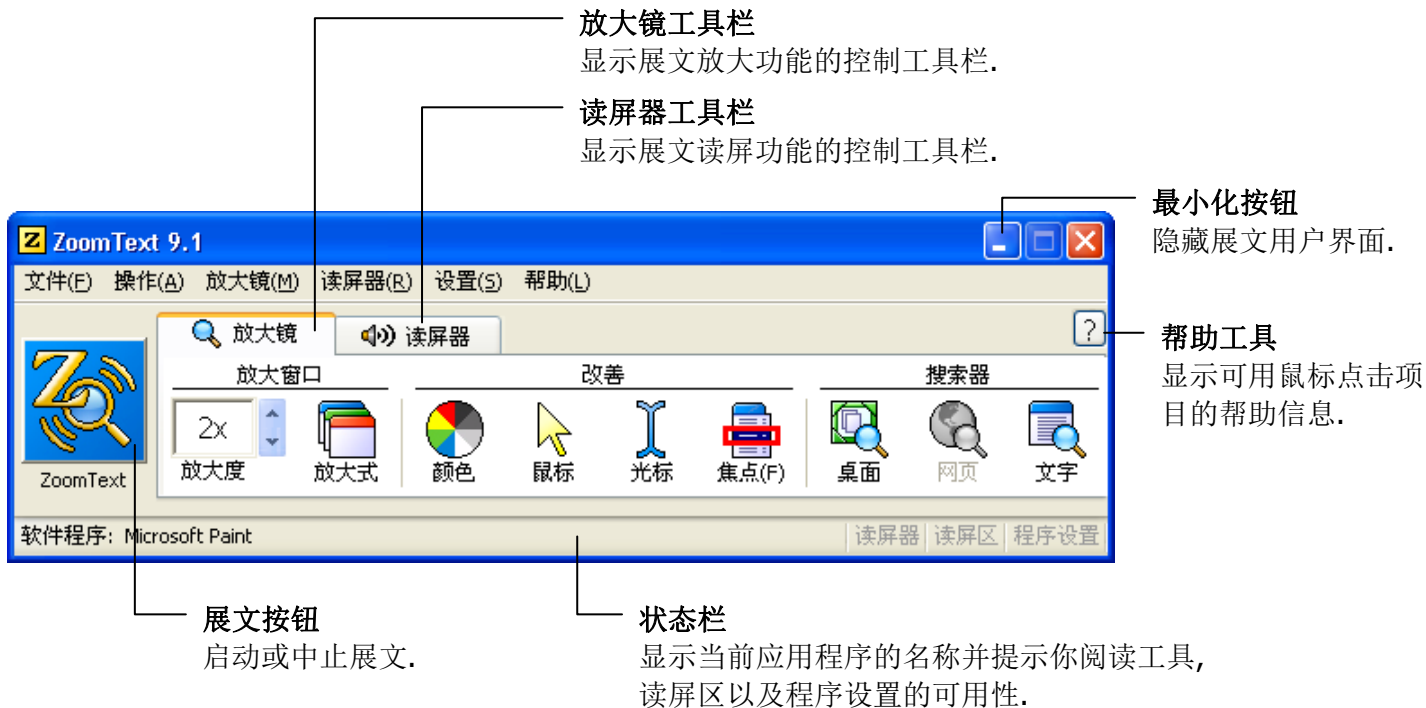 放大镜工具栏
显示展文放大功能的控制工具栏.
读屏器工具栏
显示展文读屏功能的控制工具栏.
最小化按钮
隐藏展文用户界面.
Z ZoomText 9.1
文件(F) 操作(A) 放大镜(M) 读屏器(R) 设置(S) 帮助(L)
放大镜 读屏器 ?
帮助工具
显示可用鼠标点击项
目的帮助信息.
放大窗口 改善 搜索器
2x
放大度 放大式 颜色 鼠标 光标 焦点(F) 桌面 网页 文字
ZoomText
软件程序: Microsoft Paint 读屏器 读屏区 程序设置
展文按钮
启动或中止展文.
状态栏
显示当前应用程序的名称并提示你阅读工具,
读屏区以及程序设置的可用性.